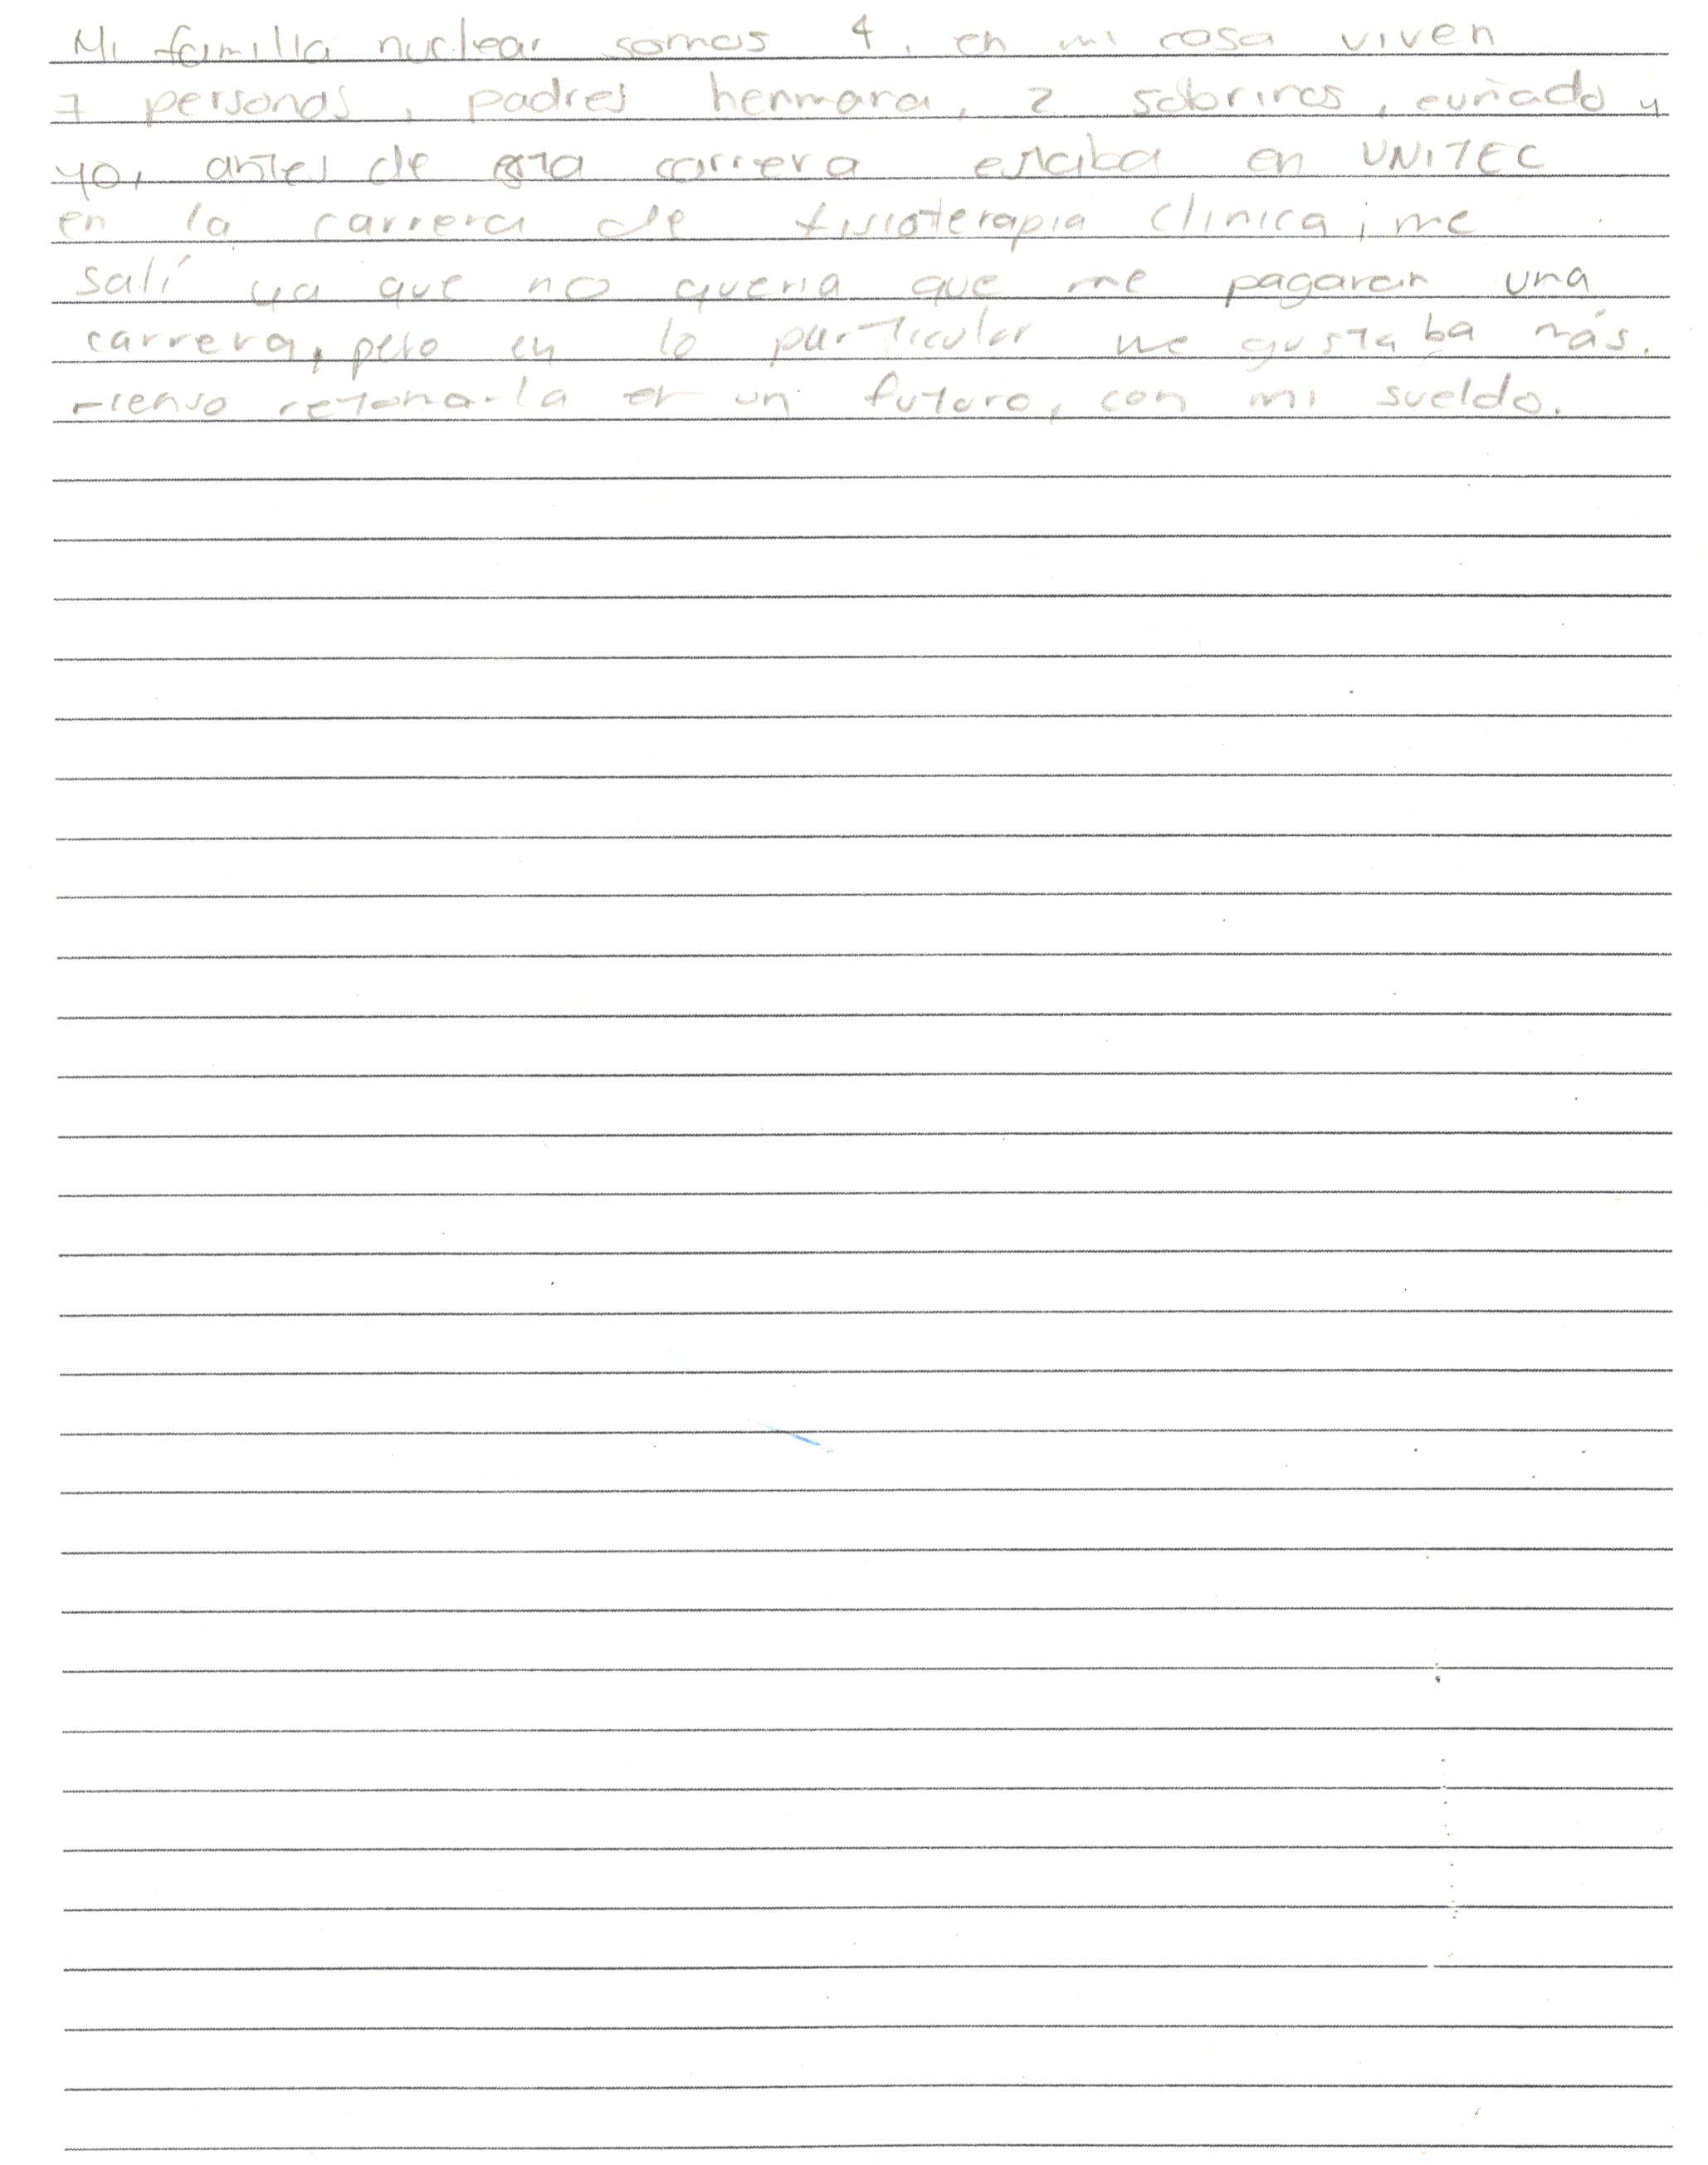 Mi familia nuclear somos 4, en mi casa viven
7 personas, padres hermana, 2 sobrinos, cuñado y
yo, antes de esta carrera estaba en UNITEC
en la carrera de fisioterapia clinica, me
salí ya que no queria que me pagaran una
carrera, pero en lo particular me gustaba más.
Pienso retomarla en un futuro, con mi sueldo.